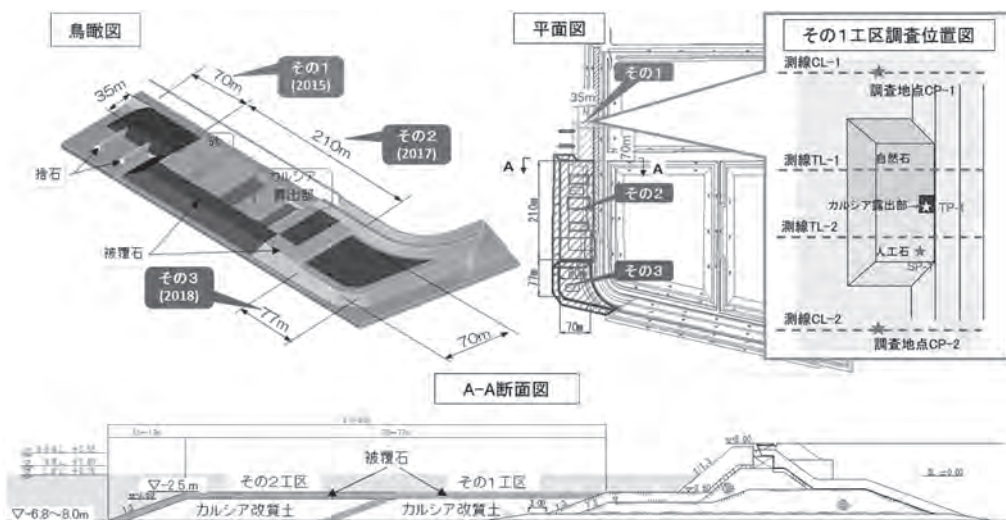 鳥瞰図
その1
(2015)
70m
35m
210m
その2
(2017)
捨石
カルシア
露出部
被覆石
その3
(2018)
77m
70m
平面図
その1
35m
70m
A
A
その2
210m
その3
77m
70m
その1工区調査位置図
測線CL-1
調査地点CP-1
自然石
測線TL-1
カルシア露出部
TP-1
測線TL-2
人工石
SP-1
測線CL-2
調査地点CP-2
A-A断面図
被覆石
▽-2.5m
その2工区
その1工区
カルシア改質土
カルシア改質土
▽-6.8~8.0m